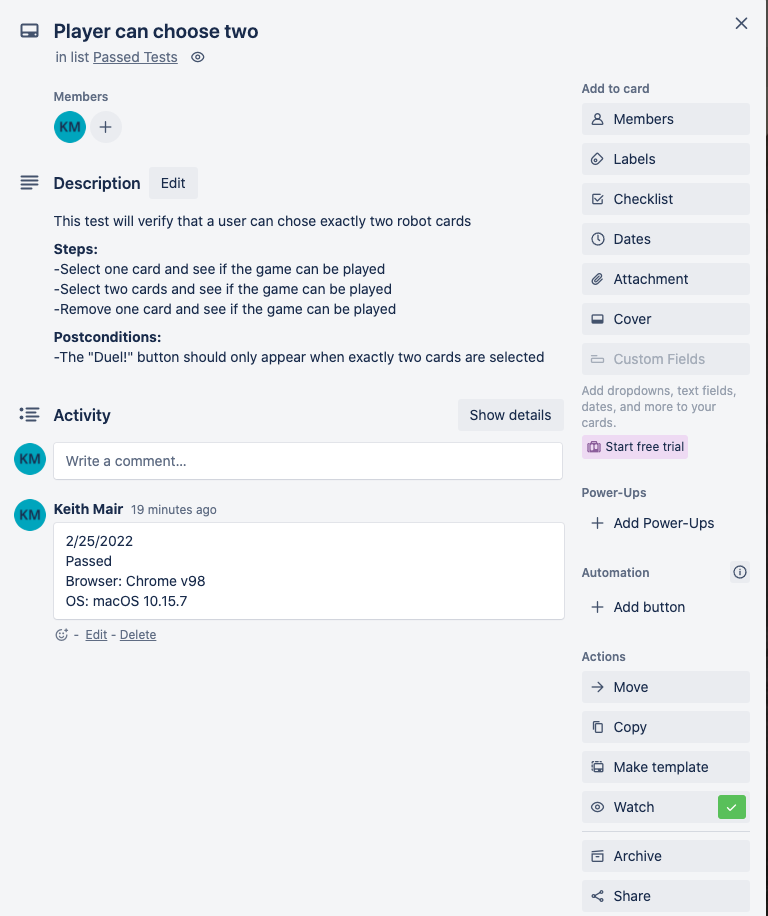 Player can choose two
in list Passed Tests
Members
KM
Description
Edit
This test will verify that a user can chose exactly two robot cards
Steps:
-Select one card and see if the game can be played
-Select two cards and see if the game can be played
-Remove one card and see if the game can be played
Postconditions:
-The "Duel!" button should only appear when exactly two cards are selected
Activity
Show details
KM
Write a comment…
KM
Keith Mair 19 minutes ago
2/25/2022
Passed
Browser: Chrome v98
OS: macOS 10.15.7
- Edit - Delete
Add to card
Members
Labels
Checklist
Dates
Attachment
Cover
Custom Fields
Add dropdowns, text fields,
dates, and more to your
cards.
Start free trial
Power-Ups
Add Power-Ups
Automation
Add button
Actions
Move
Copy
Make template
Watch
Archive
Share